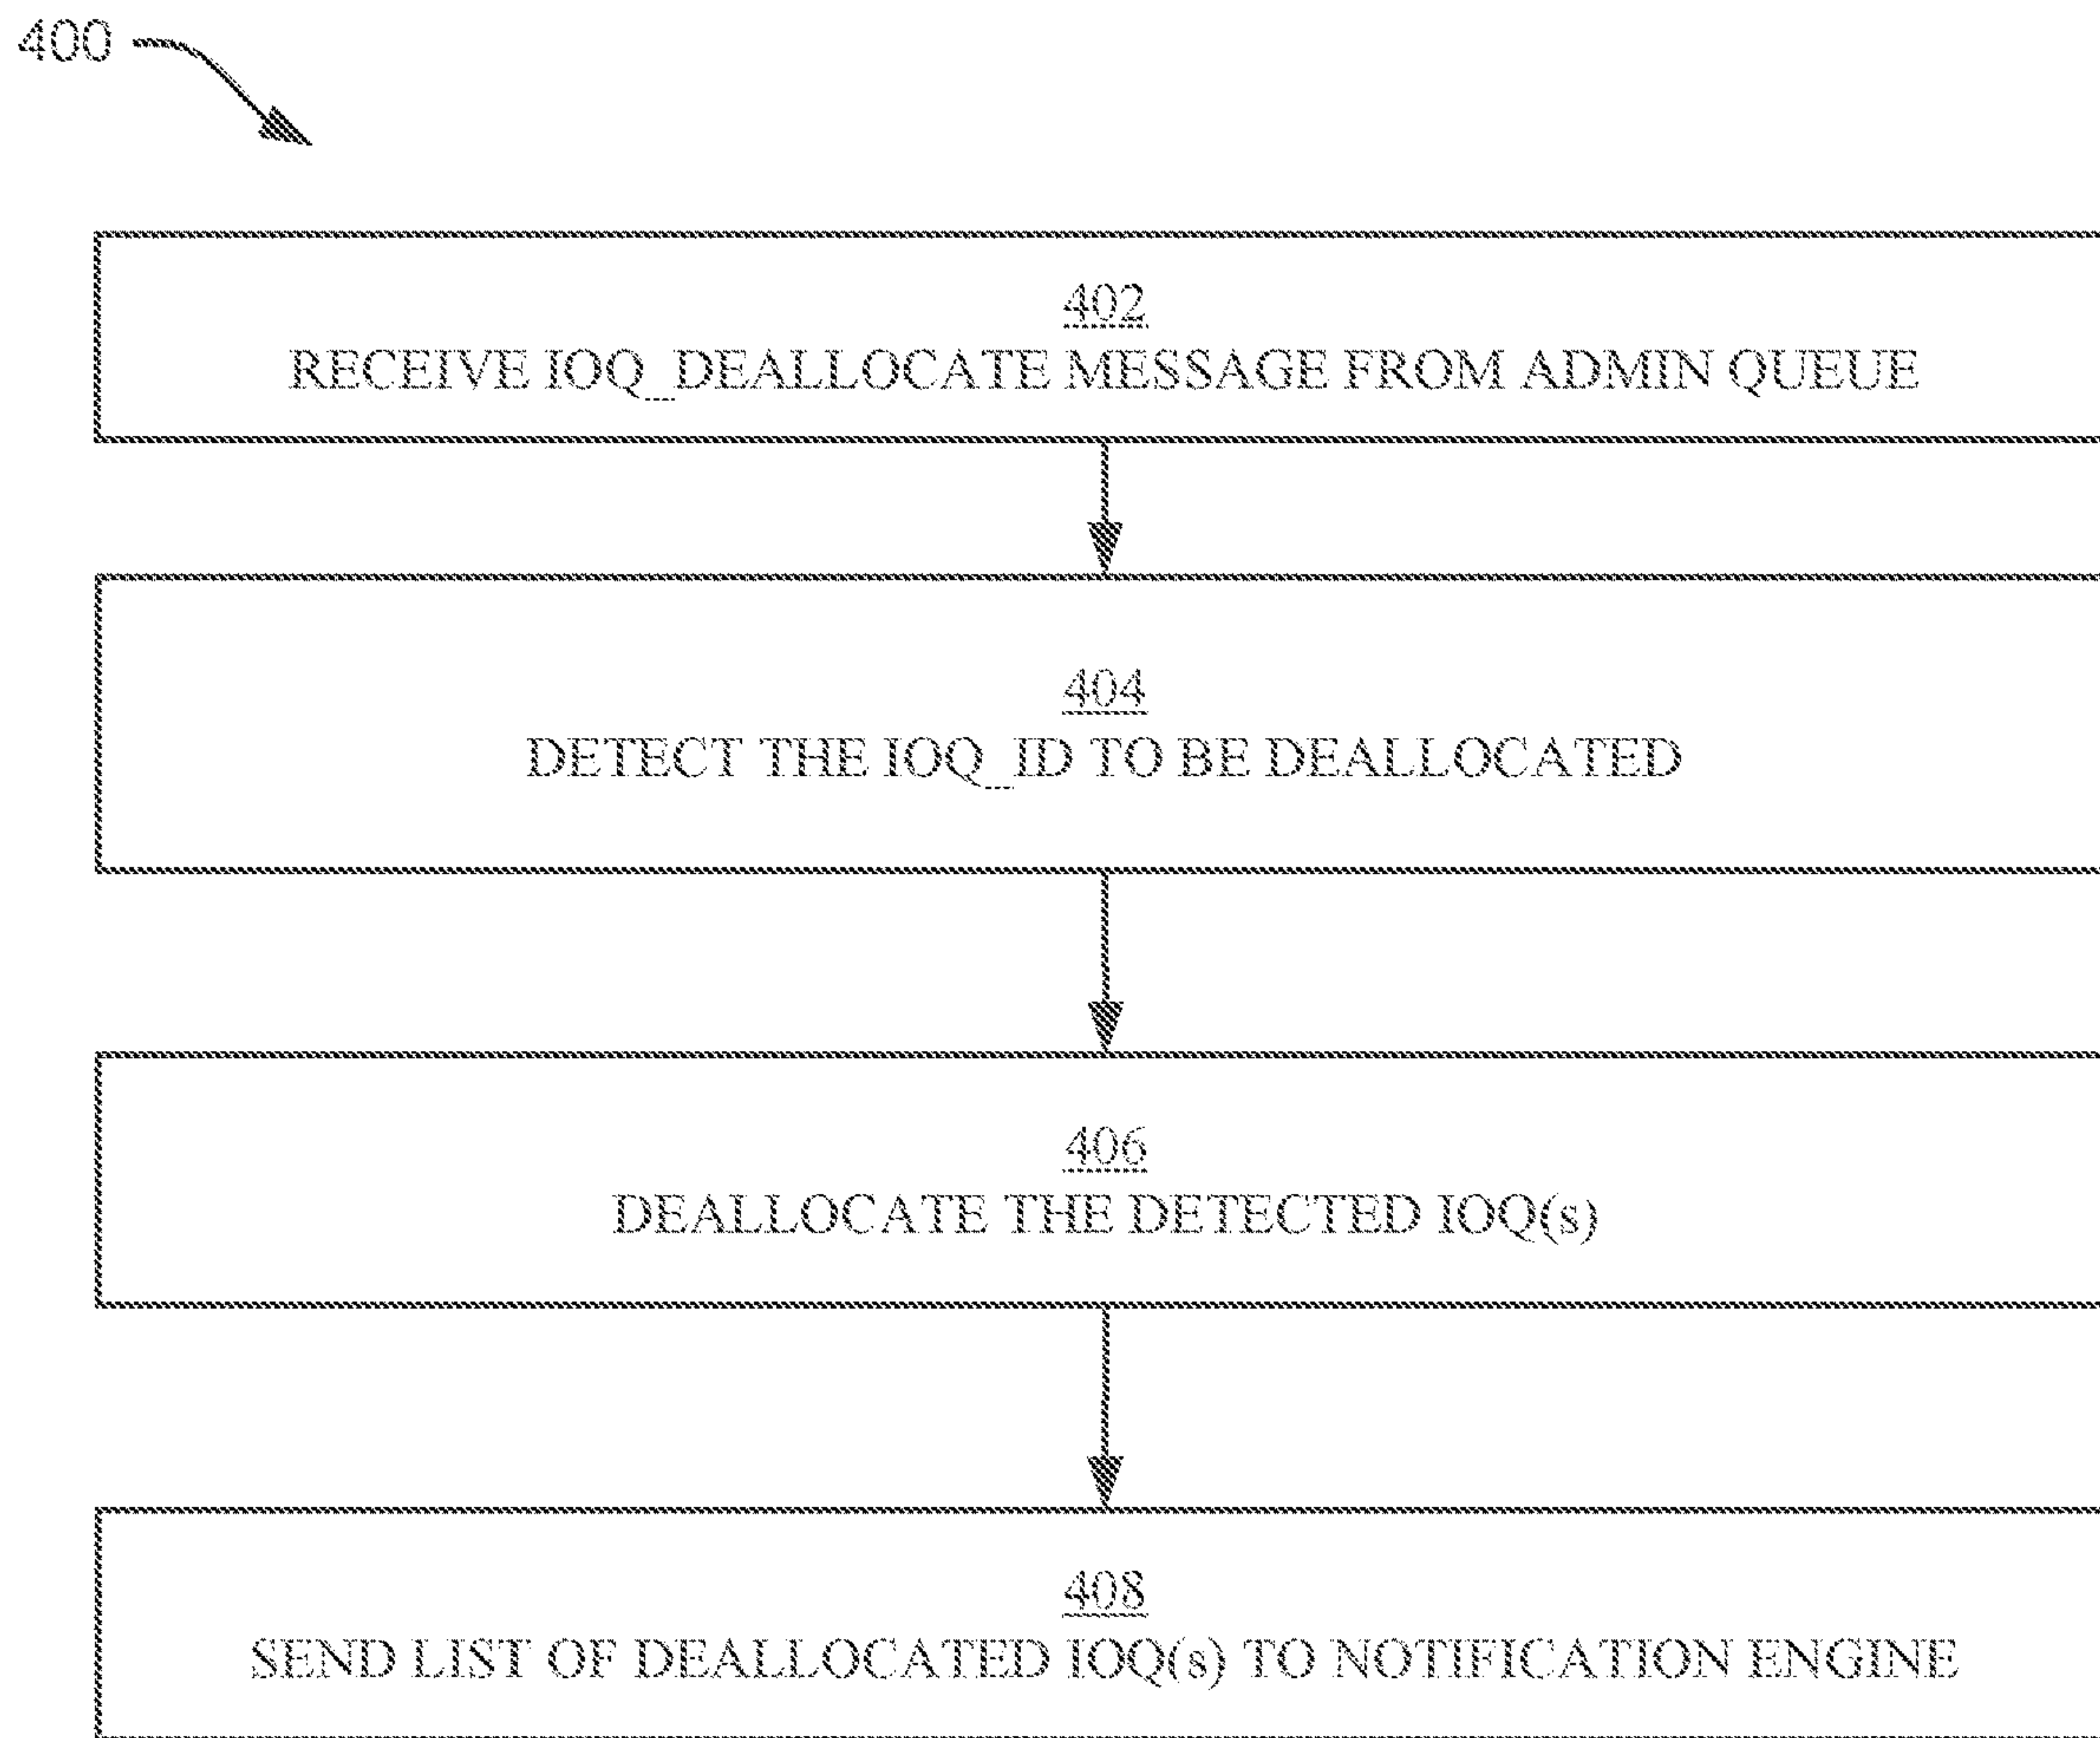 400
402
RECEIVE IOQ_DEALLOCATE MESSAGE FROM ADMIN QUEUE
404
DETECT THE IOQ_ID TO BE DEALLOCATED
406
DEALLOCATE THE DETECTED IOQ(s)
408
SEND LIST OF DEALLOCATED IOQ(s) TO NOTIFICATION ENGINE